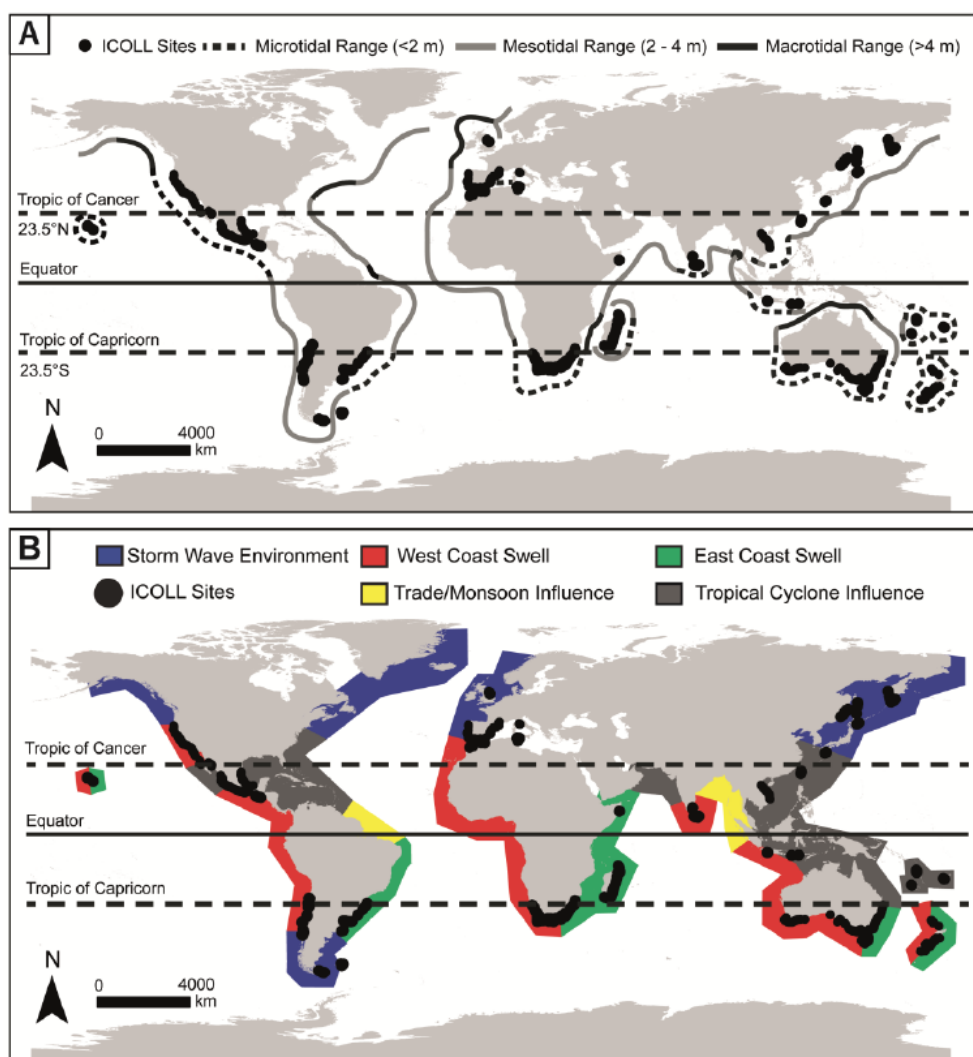 A
ICOLL Sites Microtidal Range (<2 m) Mesotidal Range (2 - 4 m) Macrotidal Range (>4 m)
Tropic of Cancer
23.5°N
Equator
Tropic of Capricorn
23.5°S
N
0 4000
km
B
Storm Wave Environment West Coast Swell East Coast Swell
ICOLL Sites Trade/Monsoon Influence Tropical Cyclone Influence
Tropic of Cancer
Equator
Tropic of Capricorn
N
0 4000
km